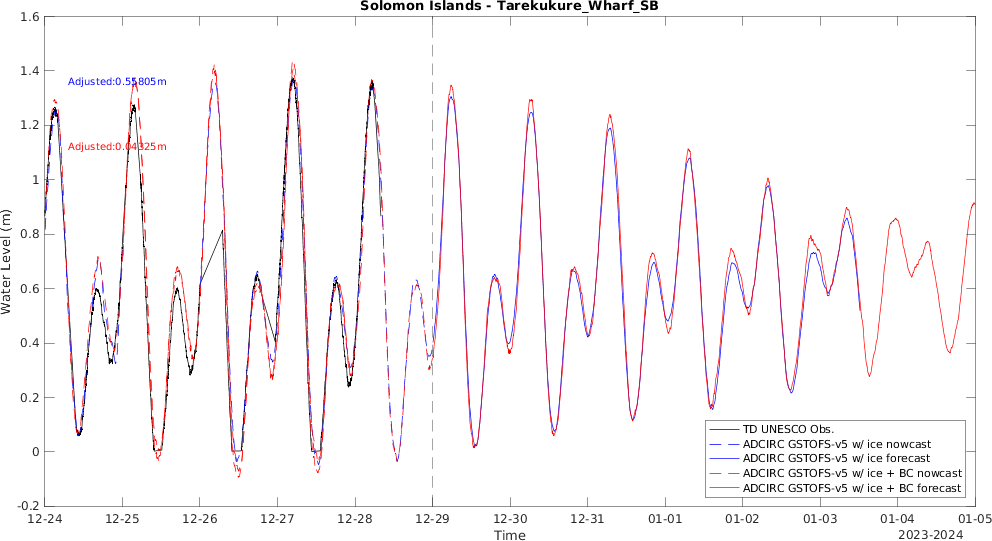 Solomon Islands - Tarekukure_Wharf_SB
Water Level (m)
1.6
1.4
1.2
1
0.8
0.6
0.4
0.2
0
-0.2
Adjusted:0.55805m
Adjusted:0.04325m
TD UNESCO Obs.
ADCIRC GSTOFS-v5 w/ ice nowcast
ADCIRC GSTOFS-v5 w/ ice forecast
ADCIRC GSTOFS-v5 w/ ice + BC nowcast
ADCIRC GSTOFS-v5 w/ ice + BC forecast
12-24 12-25 12-26 12-27 12-28 12-29 12-30 12-31 01-01 01-02 01-03 01-04 01-05
Time
2023-2024